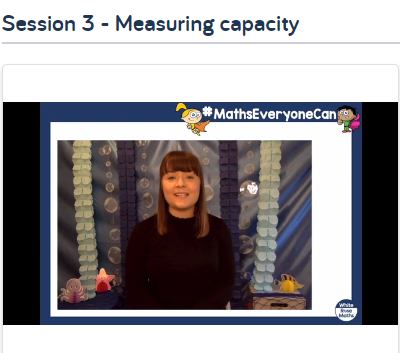 Session 3 - Measuring capacity
#MathsEveryoneCan
White
Rose
Maths